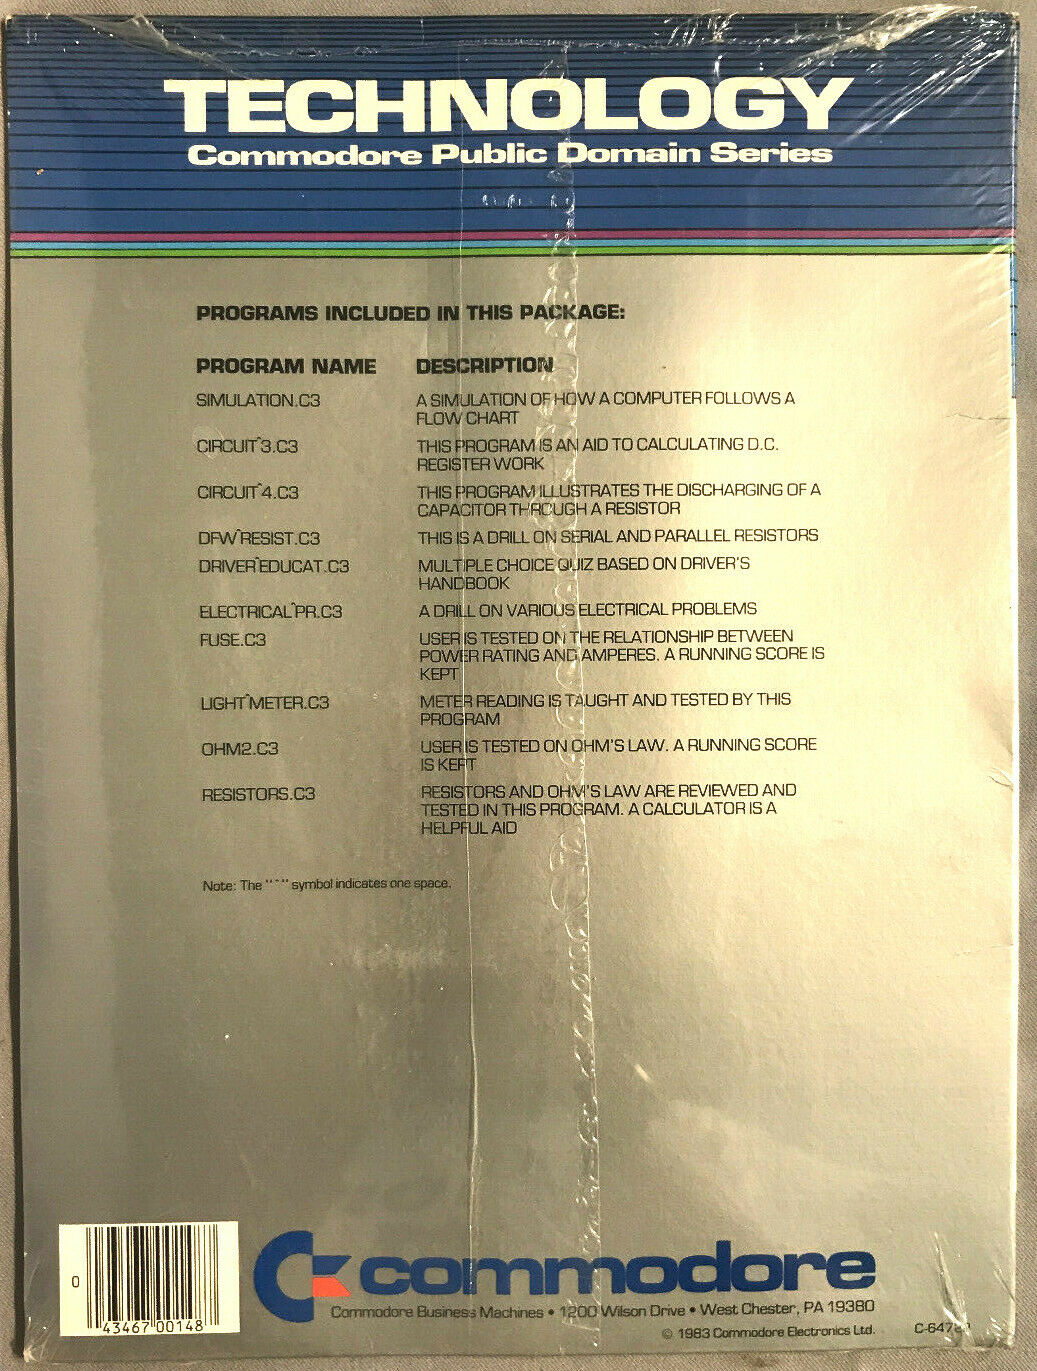 TECHNOLOGY
Commodore Public Domain Series
PROGRAMS INCLUDED IN THIS PACKAGE:
PROGRAM NAME DESCRIPTION
SIMULATION.C3 A SIMULATION OF HOW A COMPUTER FOLLOWS A
FLOW CHART
CIRCUIT^3.C3 THIS PROGRAM IS AN AID TO CALCULATING D.C.
REGISTER WORK
CIRCUIT^4.C3 THIS PROGRAM ILLUSTRATES THE DISCHARGING OF A
CAPACITOR THROUGH A RESISTOR
DFW^RESIST.C3 THIS IS A DRILL ON SERIAL AND PARALLEL RESISTORS
DRIVER^EDUCAT.C3 MULTIPLE CHOICE QUIZ BASED ON DRIVER'S
HANDBOOK
ELECTRICAL^PR.C3 A DRILL ON VARIOUS ELECTRICAL PROBLEMS
FUSE.C3 USER IS TESTED ON THE RELATIONSHIP BETWEEN
POWER RATING AND AMPERES. A RUNNING SCORE IS
KEPT
LIGHT^METER.C3 METER READING IS TAUGHT AND TESTED BY THIS
PROGRAM
OHM2.C3 USER IS TESTED ON OHM'S LAW. A RUNNING SCORE
IS KEPT
RESISTORS.C3 RESISTORS AND OHM'S LAW ARE REVIEWED AND
TESTED IN THIS PROGRAM. A CALCULATOR IS A
HELPFUL AID
Note: The "^" symbol indicates one space.
0
43467 00148
commodore
Commodore Business Machines • 1200 Wilson Drive • West Chester, PA 19380
© 1983 Commodore Electronics Ltd.